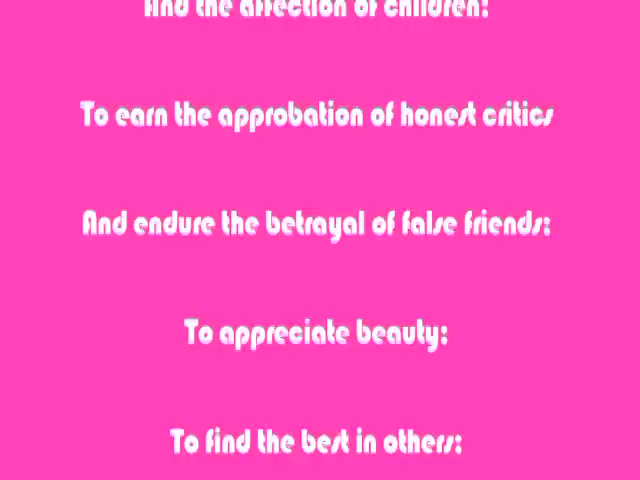 And the affection of children;
To earn the approbation of honest critics
And endure the betrayal of false friends;
To appreciate beauty;
To find the best in others;